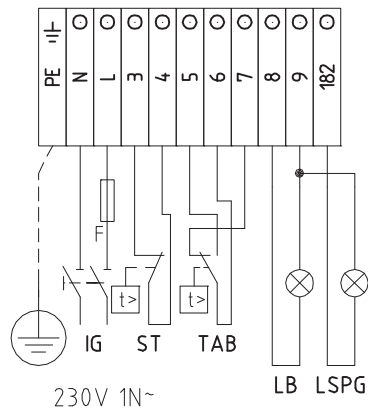 PE N L 3 4 5 6 7 8 9 182
F
t> t>
IG ST TAB
LB LSPG
230V 1N~